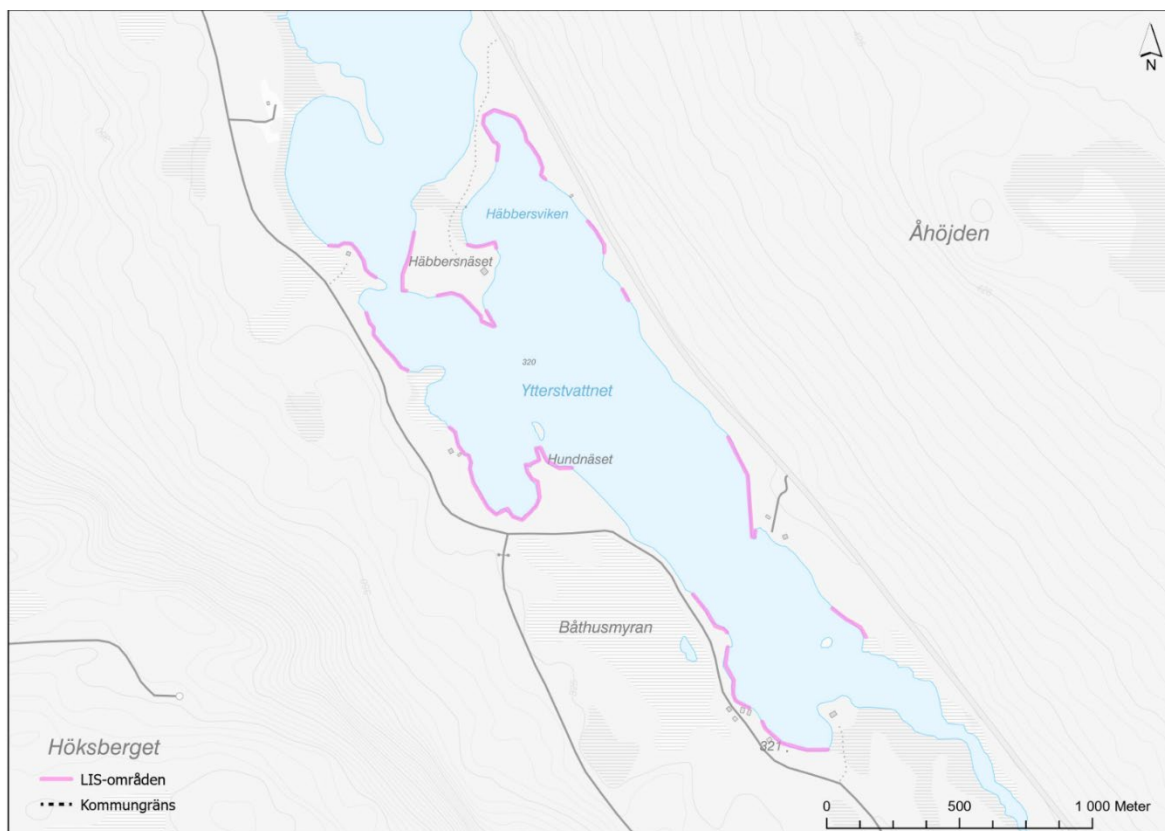 N
Häbbersviken
Åhöjden
Häbbersnäset
320
Ytterstvattnet
Hundnäset
Båthusmyran
321
Höksberget
LIS-områden
Kommungräns
0 500 1 000 Meter